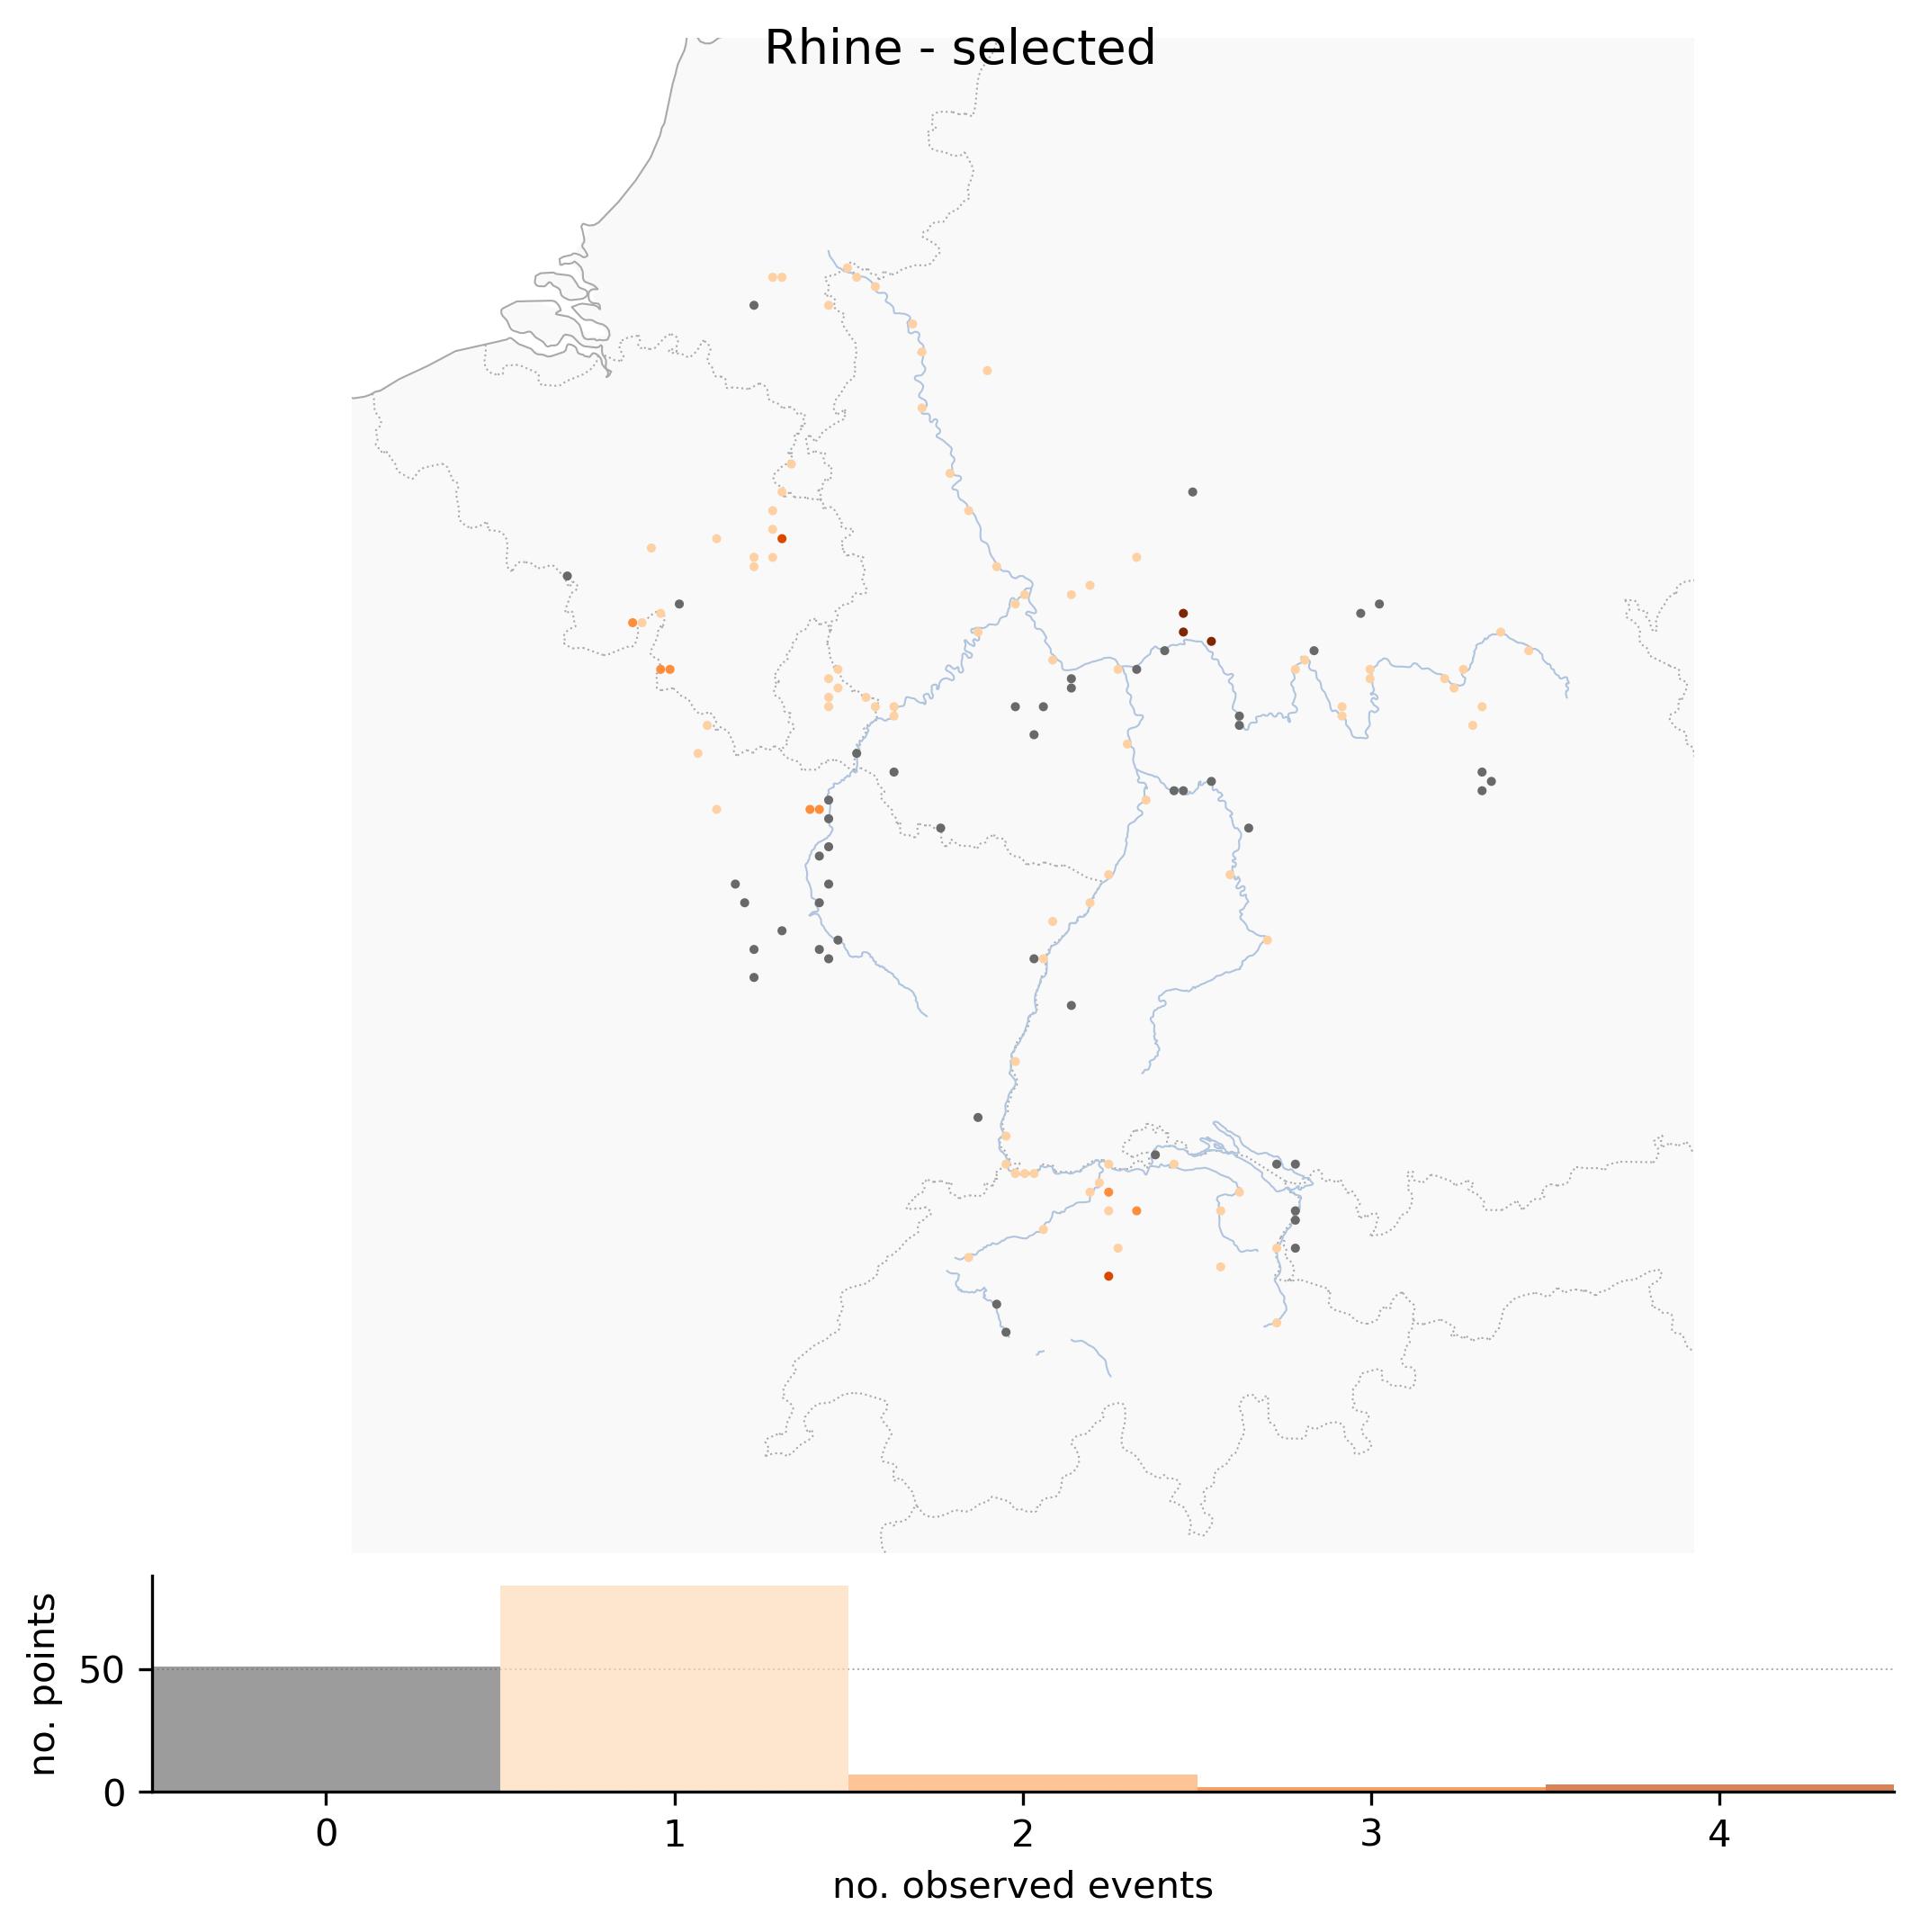 Rhine - selected
no. points
50
0
0 1 2 3 4
no. observed events